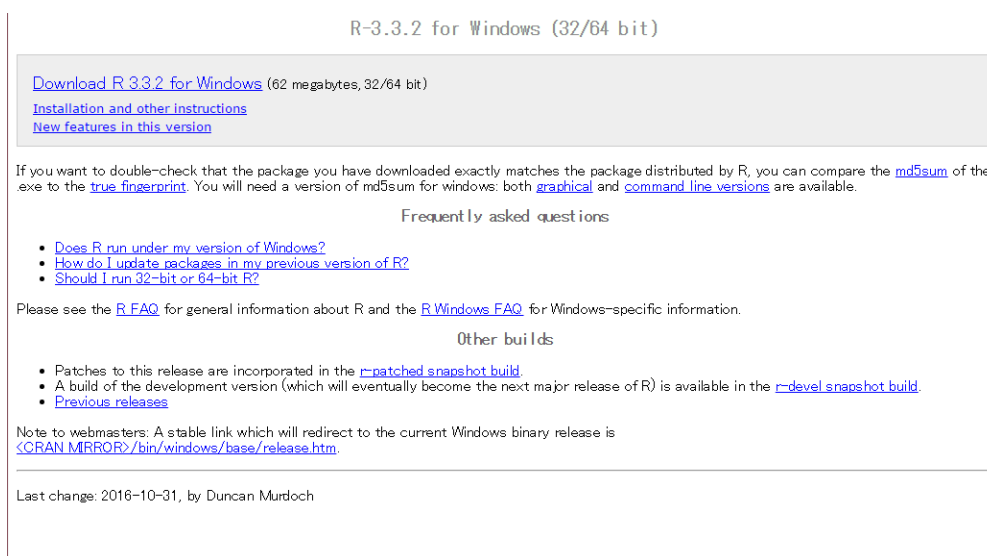 R-3.3.2 for Windows (32/64 bit)
Download R 3.3.2 for Windows (62 megabytes, 32/64 bit)
Installation and other instructions
New features in this version
If you want to double-check that the package you have downloaded exactly matches the package distributed by R, you can compare the md5sum of the
.exe to the true fingerprint. You will need a version of md5sum for windows: both graphical and command line versions are available.
Frequently asked questions
• Does R run under my version of Windows?
• How do I update packages in my previous version of R?
• Should I run 32-bit or 64-bit R?
Please see the R FAQ for general information about R and the R Windows FAQ for Windows-specific information.
Other builds
• Patches to this release are incorporated in the r-patched snapshot build.
• A build of the development version (which will eventually become the next major release of R) is available in the r-devel snapshot build.
• Previous releases
Note to webmasters: A stable link which will redirect to the current Windows binary release is
<CRAN MIRROR>/bin/windows/base/release.htm.
Last change: 2016-10-31, by Duncan Murdoch